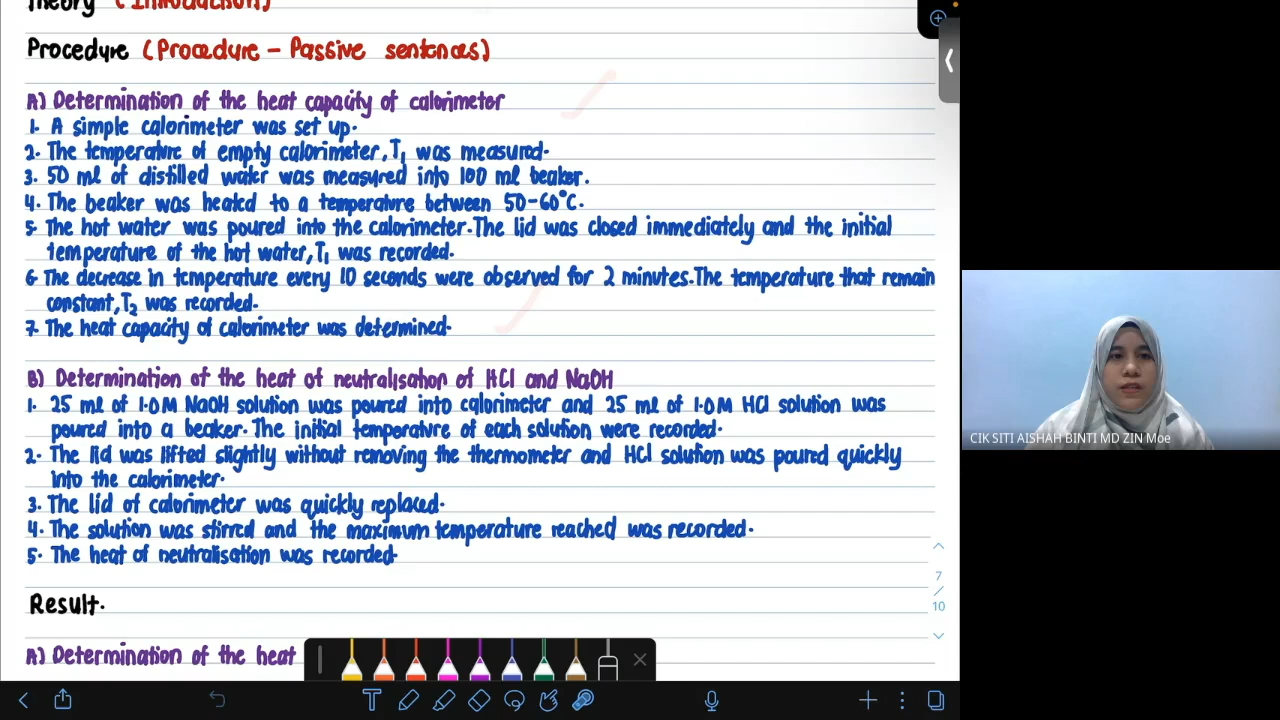 Theory (Introduction)
Procedure (Procedure - Passive sentences)
A) Determination of the heat capacity of calorimeter
1. A simple calorimeter was set up.
2. The temperature of empty calorimeter, T₁ was measured.
3. 50 ml of distilled water was measured into 100 ml beaker.
4. The beaker was heated to a temperature between 50-60°C.
5. The hot water was poured into the calorimeter. The lid was closed immediately and the initial
temperature of the hot water, T₁ was recorded.
6. The decrease in temperature every 10 seconds were observed for 2 minutes. The temperature that remain
constant, T₂ was recorded.
7. The heat capacity of calorimeter was determined.
B) Determination of the heat of neutralisation of HCl and NaOH
1. 25 ml of 1.0 M NaOH solution was poured into calorimeter and 25 ml of 1.0 M HCl solution was
poured into a beaker. The initial temperature of each solution were recorded.
2. The lid was lifted slightly without removing the thermometer and HCl solution was poured quickly
into the calorimeter.
3. The lid of calorimeter was quickly replaced.
4. The solution was stirred and the maximum temperature reached was recorded.
5. The heat of neutralisation was recorded
Result.
A) Determination of the heat
7
/
10
CIK SITI AISHAH BINTI MD ZIN Moe